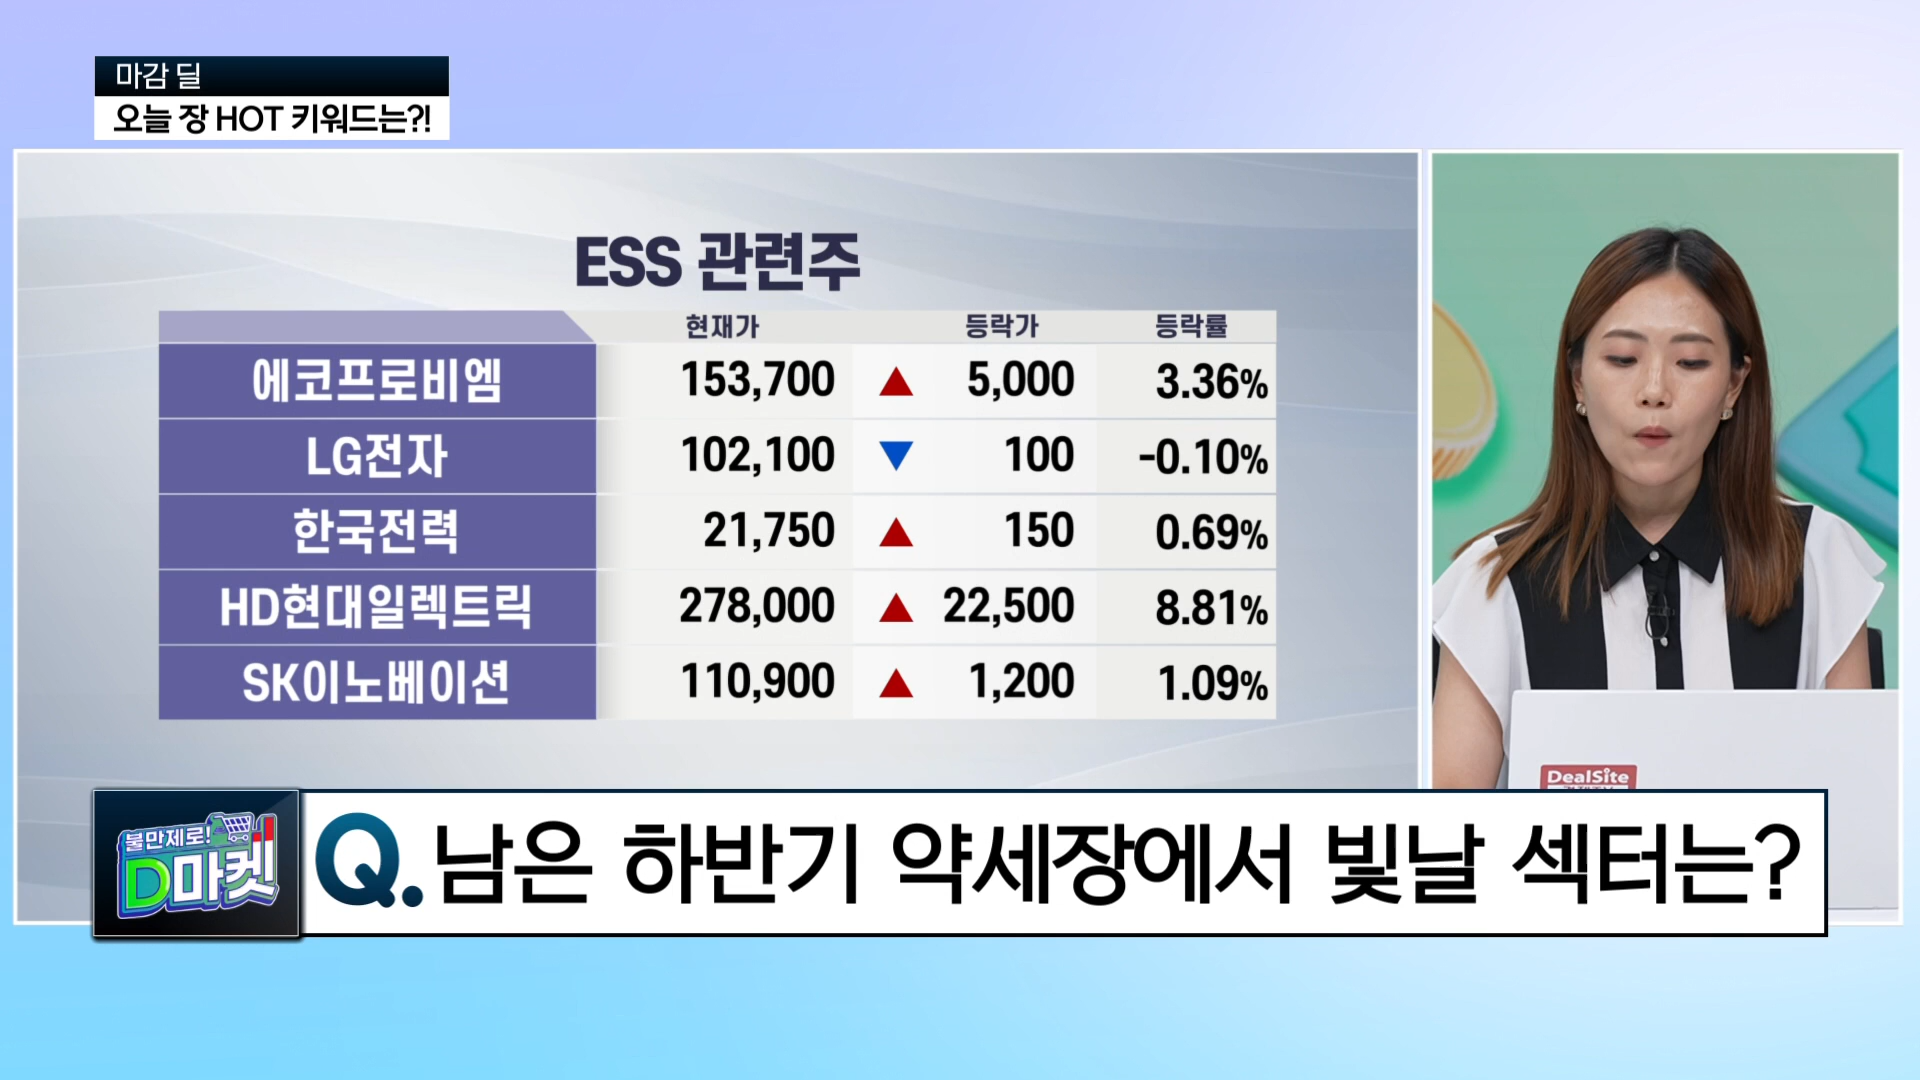 마감 딜
오늘 장 HOT 키워드는?!
ESS 관련주
현재가 등락가 등락률
에코프로비엠 153,700 ▲ 5,000 3.36%
LG전자 102,100 ▼ 100 -0.10%
한국전력 21,750 ▲ 150 0.69%
HD현대일렉트릭 278,000 ▲ 22,500 8.81%
SK이노베이션 110,900 ▲ 1,200 1.09%
DealSite
불만제로!
D마켓
Q. 남은 하반기 약세장에서 빛날 섹터는?